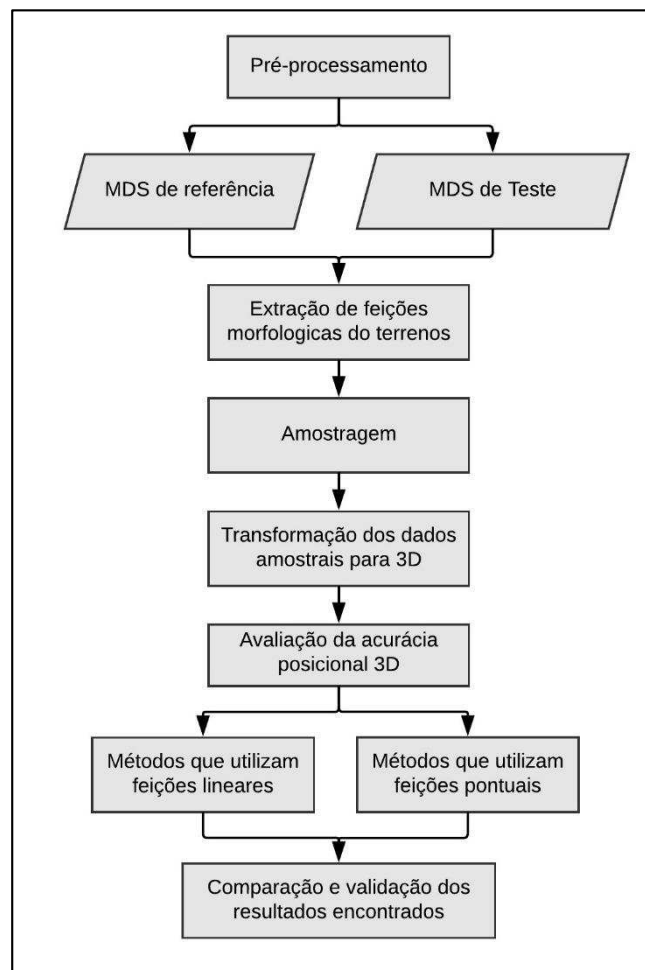 Pré-processamento
MDS de referência
MDS de Teste
Extração de feições
morfologicas do terrenos
Amostragem
Transformação dos dados
amostrais para 3D
Avaliação da acurácia
posicional 3D
Métodos que utilizam
feições lineares
Métodos que utilizam
feições pontuais
Comparação e validação dos
resultados encontrados